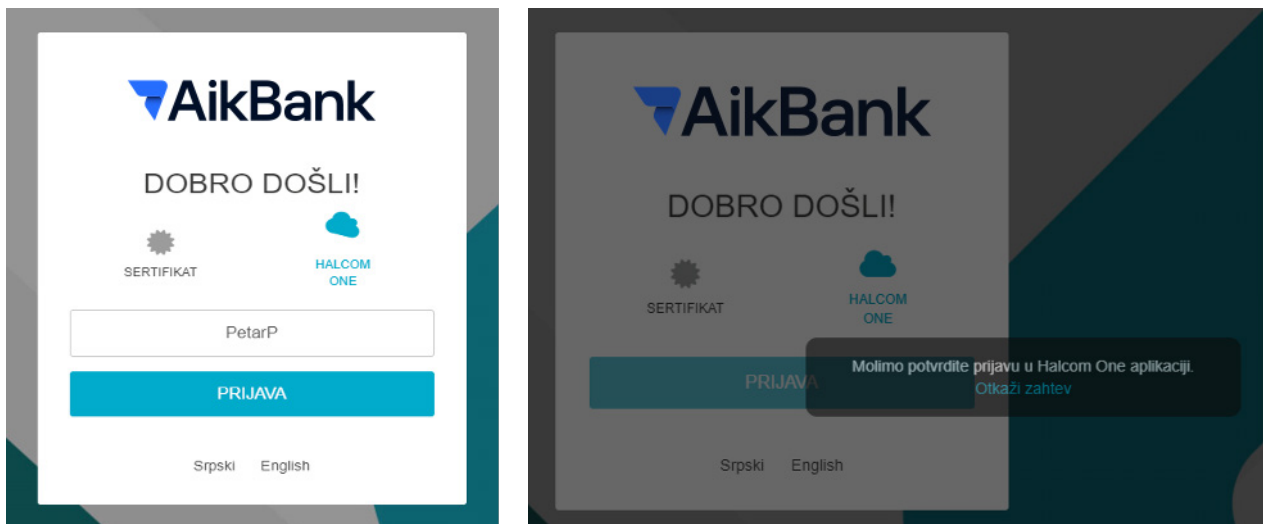 AikBank
DOBRO DOŠLI!
SERTIFIKAT
HALCOM
ONE
PetarP
PRIJAVA
Srpski English
AikBank
DOBRO DOŠLI!
SERTIFIKAT
HALCOM
ONE
PRIJAVA
Molimo potvrdite prijavu u Halcom One aplikaciji.
Otkaži zahtev
Srpski English